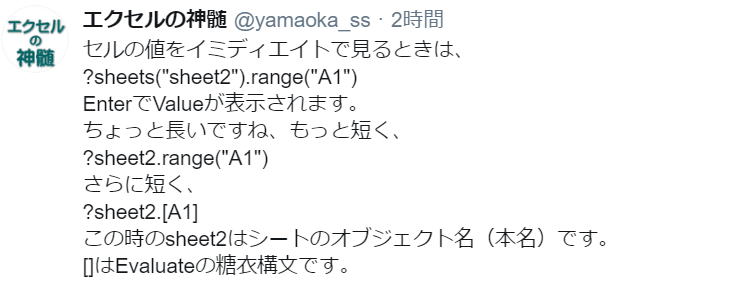 エクセルの神髄
エクセルの神髄 @yamaoka_ss · 2時間
セルの値をイミディエイトで見るときは、
?sheets("sheet2").range("A1")
EnterでValueが表示されます。
ちょっと長いですね、もっと短く、
?sheet2.range("A1")
さらに短く、
?sheet2.[A1]
この時のsheet2はシートのオブジェクト名（本名）です。
[]はEvaluateの糖衣構文です。